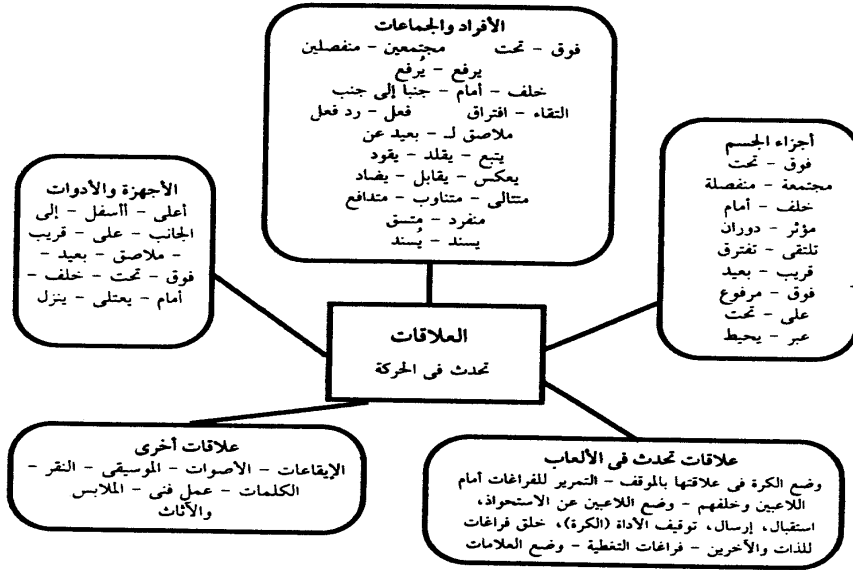 الأفراد والجماعات
فوق - تحت مجتمعين - منفصلين
يرفع - يُرفع
خلف - أمام - جنبا إلى جنب
التقاء - افتراق فعل - رد فعل
ملاصق لـ - بعيد عن
يتبع - يقلد - يقود
يعكس - يقابل - يضاد
متتالى - متناوب - متدافع
منفرد - متسق
يسند - يُسند
أجزاء الجسم
فوق - تحت
مجتمعة - منفصلة
خلف - أمام
مؤثر - دوران
تلتقى - تفترق
قريب - بعيد
فوق - مرفوع
على - تحت
عبر - يحيط
الأجهزة والأدوات
أعلى - أأسفل - إلى
الجانب - على - قريب
- ملاصق - بعيد -
فوق - تحت - خلف -
أمام - يعتلى - ينزل
العلاقات
تحدث فى الحركة
علاقات أخرى
الإيقاعات - الأصوات - الموسيقى - النقر -
الكلمات - عمل فنى - الملابس
والأثاث
علاقات تحدث فى الألعاب
وضع الكرة فى علاقتها بالموقف - التمرير للفراغات أمام
اللاعبين وخلفهم - وضع اللاعبين عن الاستحواذ,
استقبال, إرسال, توقيف الأداة (الكرة), خلق فراغات
للذات والآخرين - فراغات التغطية - وضع العلامات